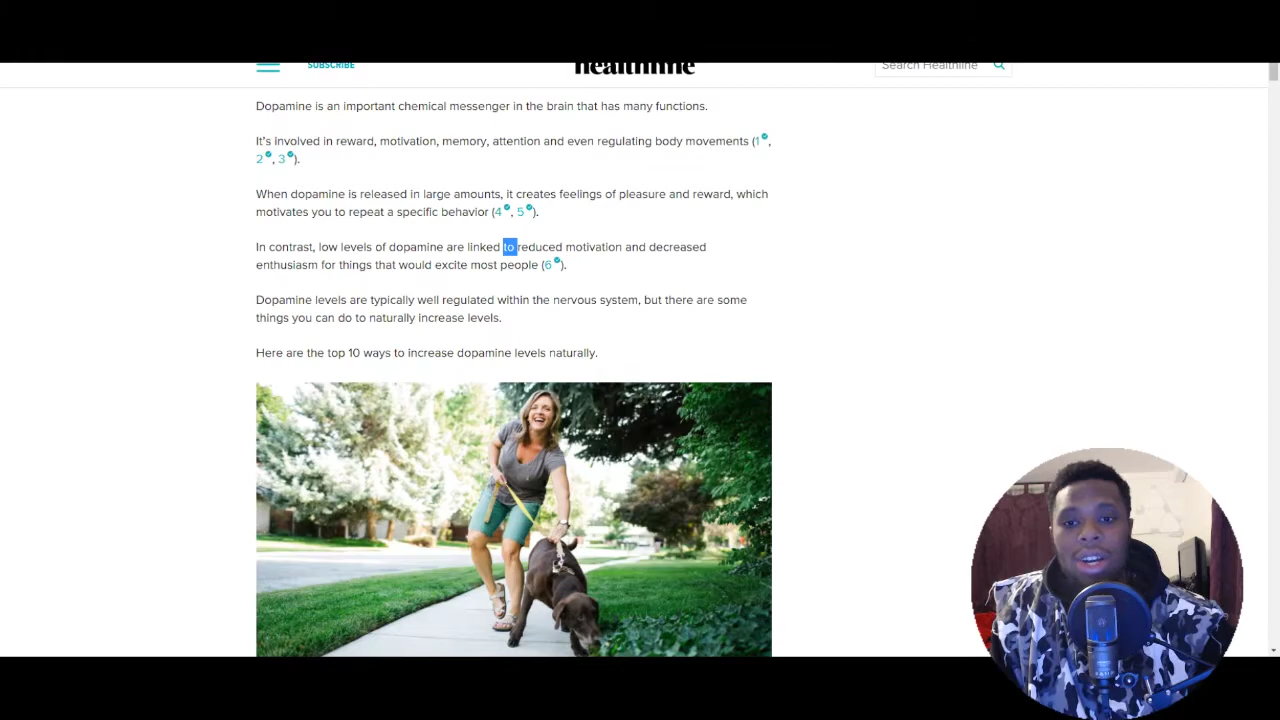 SUBSCRIBE
healthline
Search Healthline
Dopamine is an important chemical messenger in the brain that has many functions.
It's involved in reward, motivation, memory, attention and even regulating body movements (1,
2, 3).
When dopamine is released in large amounts, it creates feelings of pleasure and reward, which
motivates you to repeat a specific behavior (4, 5).
In contrast, low levels of dopamine are linked to reduced motivation and decreased
enthusiasm for things that would excite most people (6).
Dopamine levels are typically well regulated within the nervous system, but there are some
things you can do to naturally increase levels.
Here are the top 10 ways to increase dopamine levels naturally.